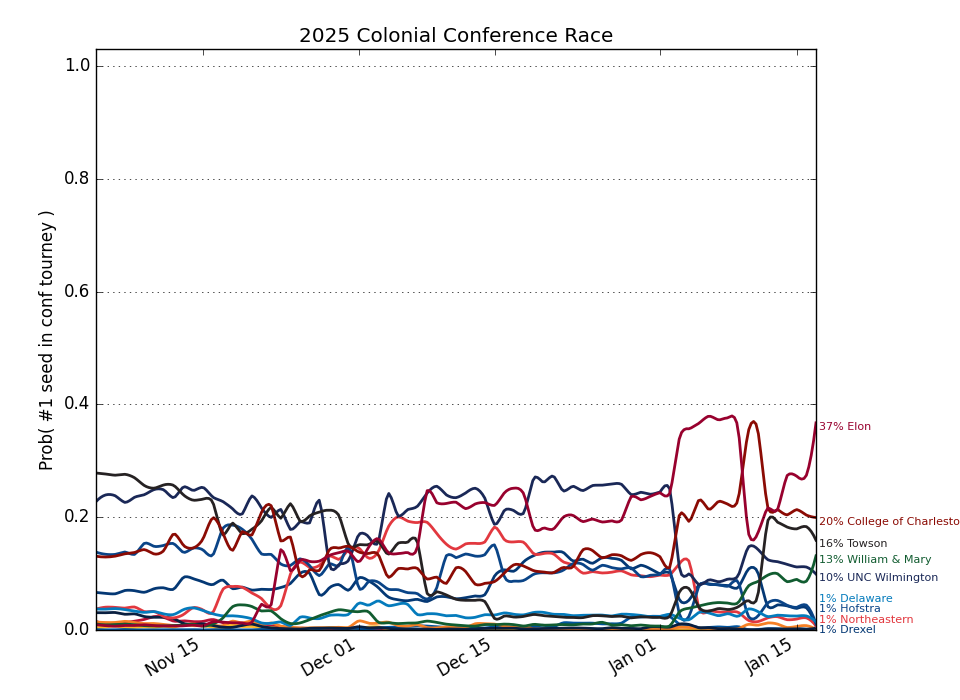 2025 Colonial Conference Race
Prob( #1 seed in conf tourney )
1.0
0.8
0.6
0.4
0.2
0.0
37% Elon
20% College of Charlesto
16% Towson
13% William & Mary
10% UNC Wilmington
1% Delaware
1% Hofstra
1% Northeastern
1% Drexel
Nov 15
Dec 01
Dec 15
Jan 01
Jan 15